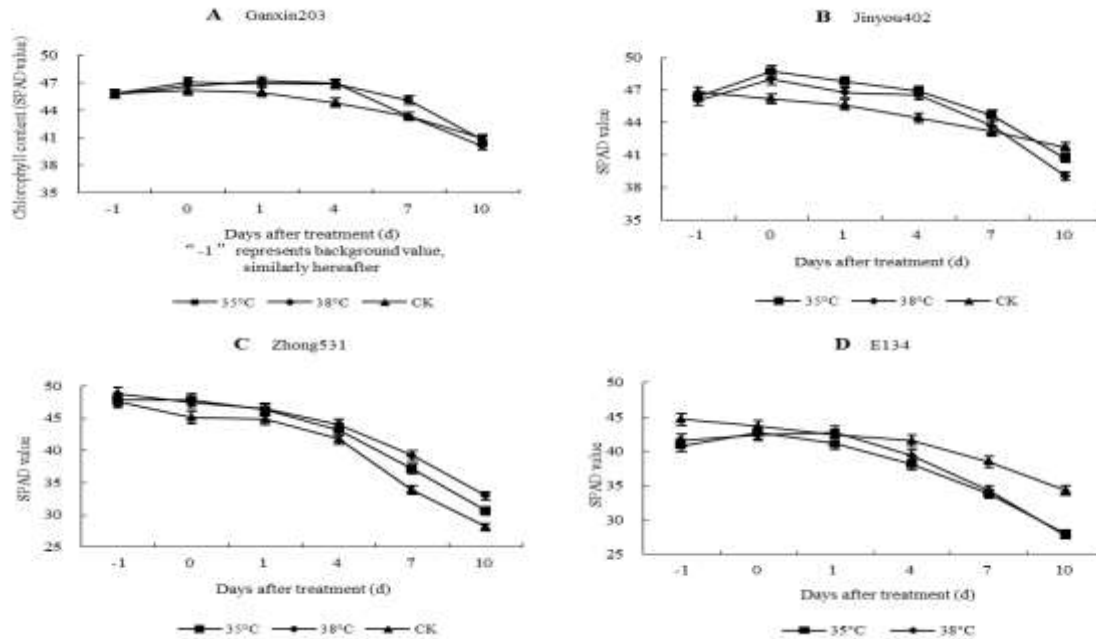 A Ganxin203
Chlorophyll content (SPAD value)
50
47
44
41
38
35
-1 0 1 4 7 10
Days after treatment (d)
“-1” represents background value,
similarly hereafter
35°C 38°C CK
B Jinyou402
SPAD value
50
47
44
41
38
35
-1 0 1 4 7 10
Days after treatment (d)
35°C 38°C CK
C Zhong531
SPAD value
50
45
40
35
30
25
-1 0 1 4 7 10
Days after treatment (d)
35°C 38°C CK
D E134
SPAD value
50
45
40
35
30
25
-1 0 1 4 7 10
Days after treatment (d)
35°C 38°C